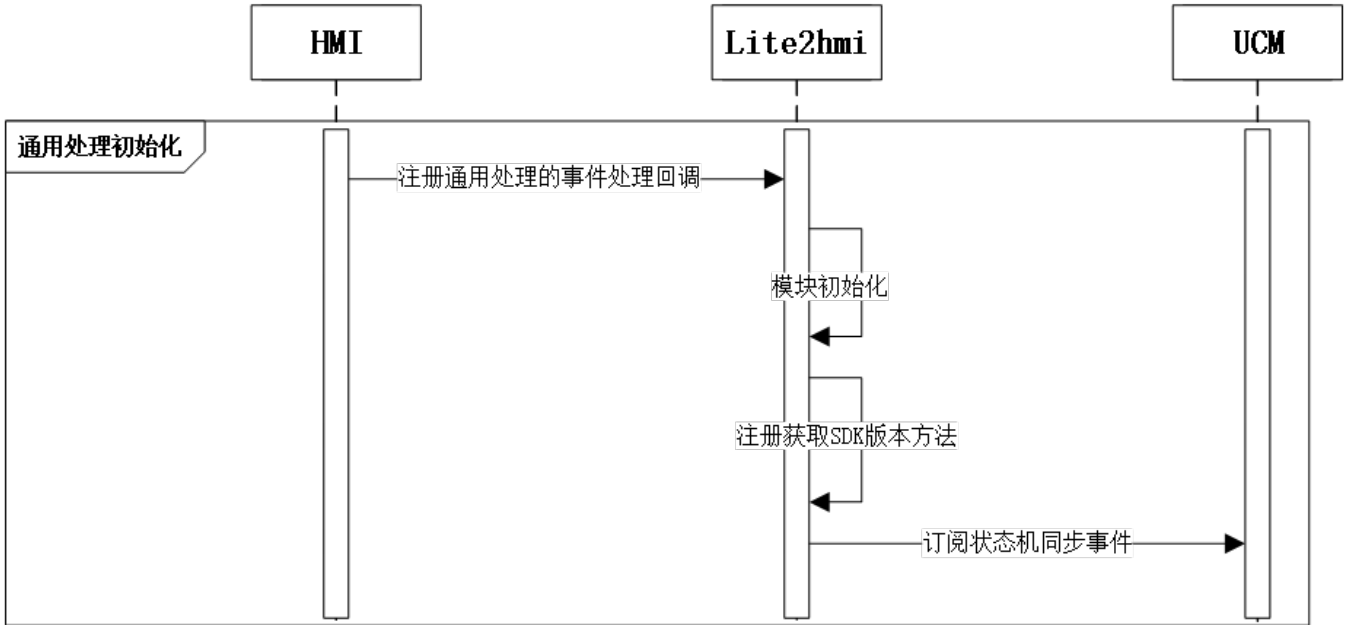 HMI
Lite2hmi
UCM
通用处理初始化
注册通用处理的事件处理回调
模块初始化
注册获取SDK版本方法
订阅状态机同步事件